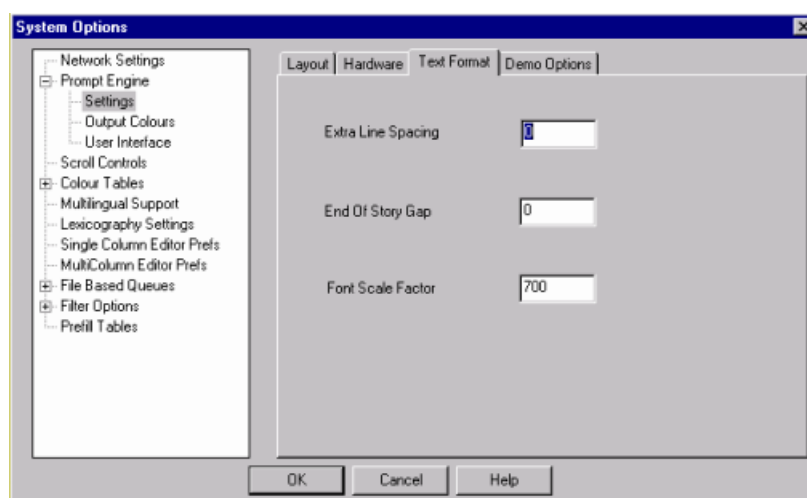 System Options
Network Settings
Prompt Engine
Settings
Output Colours
User Interface
Scroll Controls
Colour Tables
Multilingual Support
Lexicography Settings
Single Column Editor Prefs
MultiColumn Editor Prefs
File Based Queues
Filter Options
Prefill Tables
Layout Hardware Text Format Demo Options
Extra Line Spacing 0
End Of Story Gap 0
Font Scale Factor 700
OK Cancel Help